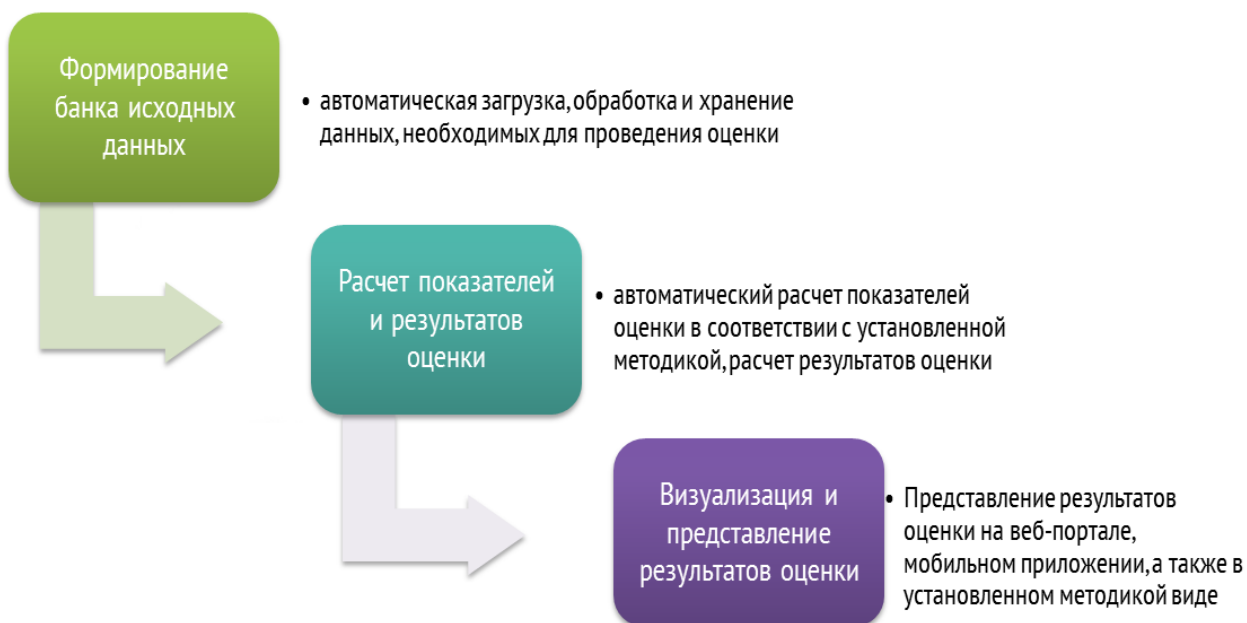 Формирование
банка исходных
данных
• автоматическая загрузка, обработка и хранение
данных, необходимых для проведения оценки
Расчет показателей
и результатов
оценки
• автоматический расчет показателей
оценки в соответствии с установленной
методикой, расчет результатов оценки
Визуализация и
представление
результатов оценки
• Представление результатов
оценки на веб-портале,
мобильном приложении, а также в
установленном методикой виде